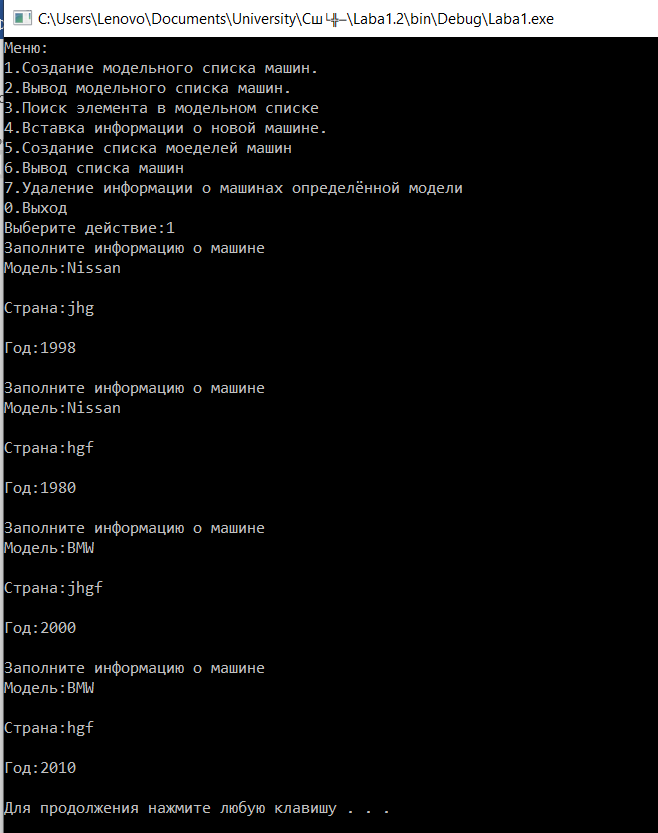 C:\Users\Lenovo\Documents\University\Сш└╬─\Laba1.2\bin\Debug\Laba1.exe
Меню:
1.Создание модельного списка машин.
2.Вывод модельного списка машин.
3.Поиск элемента в модельном списке
4.Вставка информации о новой машине.
5.Создание списка моеделей машин
6.Вывод списка машин
7.Удаление информации о машинах определённой модели
0.Выход
Выберите действие:1
Заполните информацию о машине
Модель:Nissan
Страна:jhg
Год:1998
Заполните информацию о машине
Модель:Nissan
Страна:hgf
Год:1980
Заполните информацию о машине
Модель:BMW
Страна:jhgf
Год:2000
Заполните информацию о машине
Модель:BMW
Страна:hgf
Год:2010
Для продолжения нажмите любую клавишу . . .